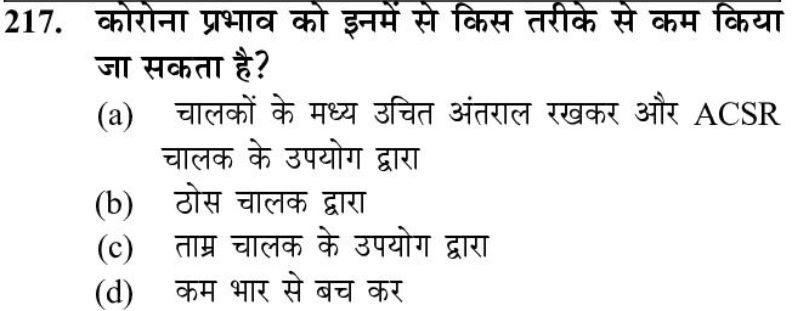 217. कोरोना प्रभाव को इनमें से किस तरीके से कम किया
जा सकता है?
(a) चालकों के मध्य उचित अंतराल रखकर और ACSR
चालक के उपयोग द्वारा
(b) ठोस चालक द्वारा
(c) ताम्र चालक के उपयोग द्वारा
(d) कम भार से बच कर